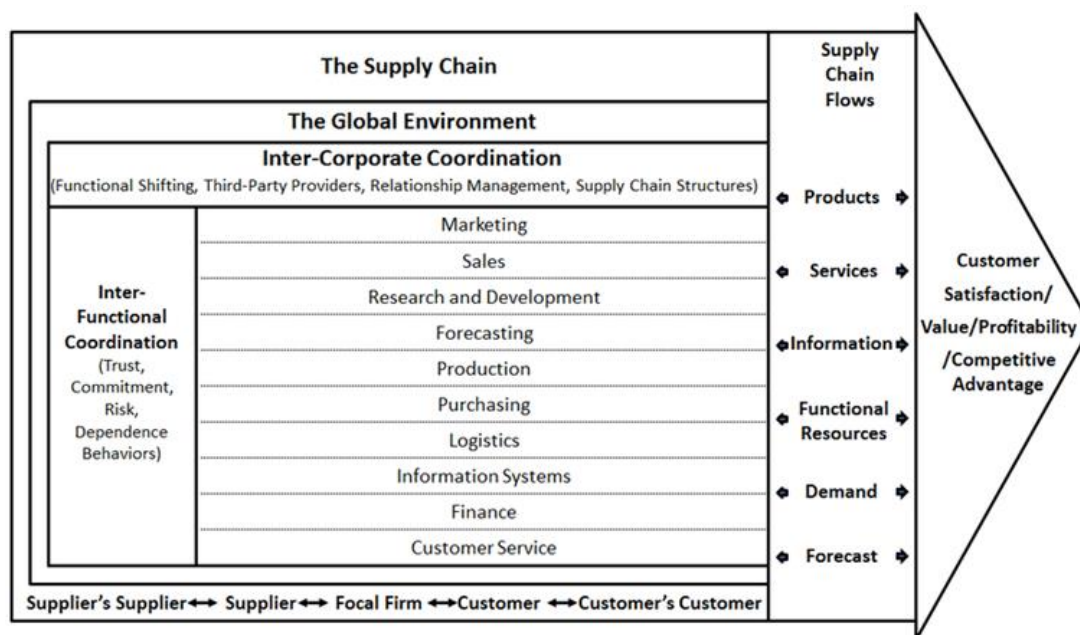 The Supply Chain
The Global Environment
Inter-Corporate Coordination
(Functional Shifting, Third-Party Providers, Relationship Management, Supply Chain Structures)
Inter-
Functional
Coordination
(Trust,
Commitment,
Risk,
Dependence
Behaviors)
Marketing
Sales
Research and Development
Forecasting
Production
Purchasing
Logistics
Information Systems
Finance
Customer Service
Supplier's Supplier↔ Supplier↔ Focal Firm ↔Customer ↔Customer's Customer
Supply
Chain
Flows
Products
Services
Information
Functional
Resources
Demand
Forecast
Customer
Satisfaction/
Value/Profitability
/Competitive
Advantage